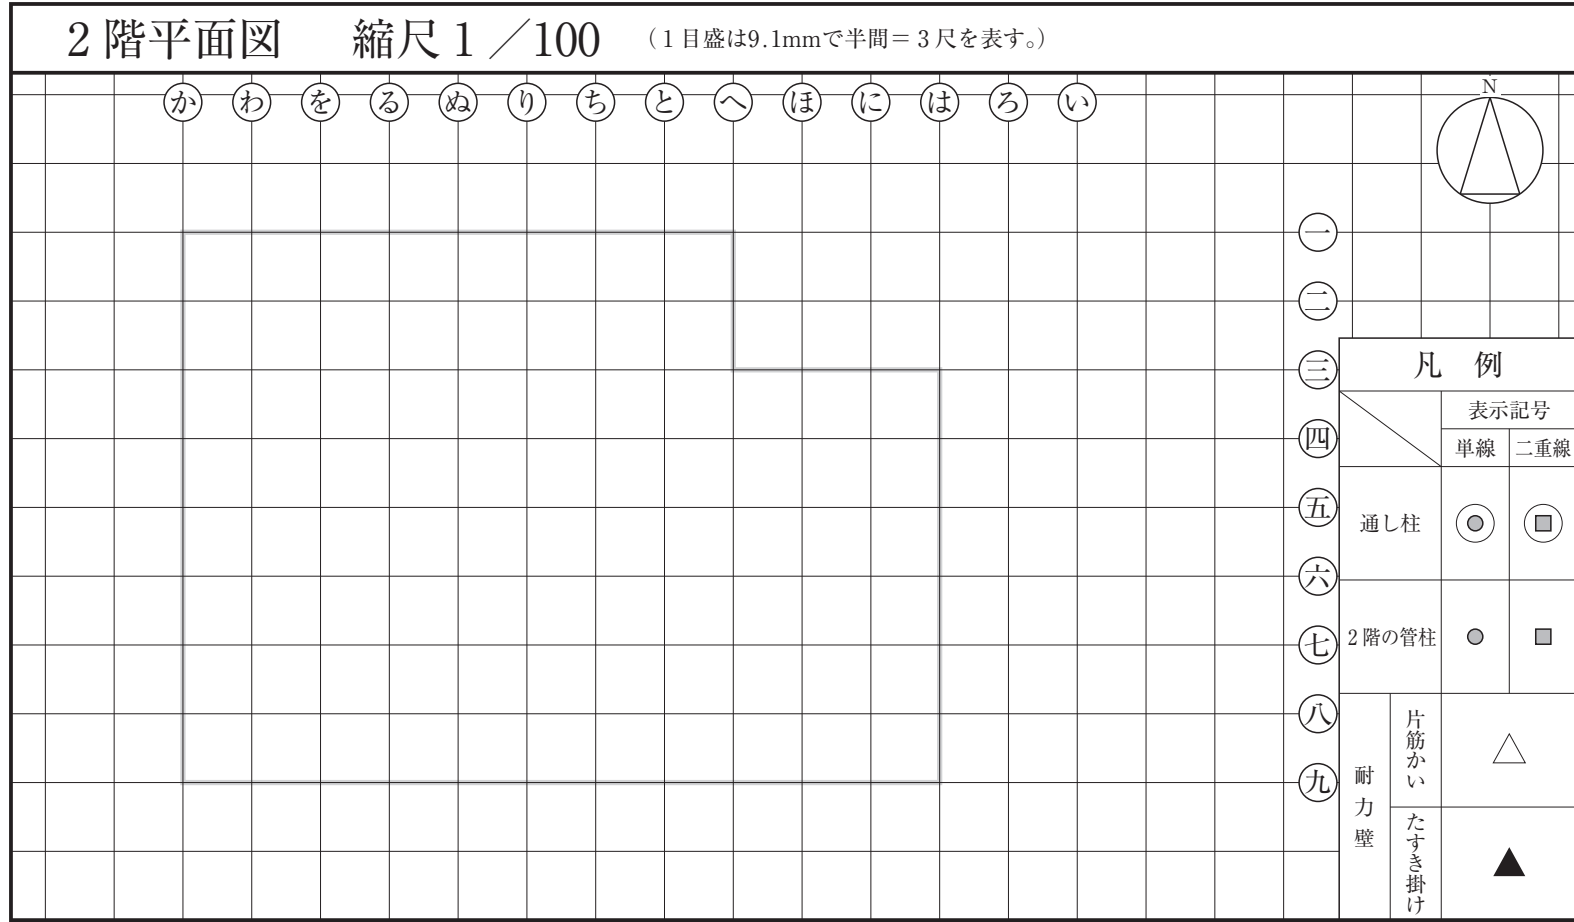 2階平面図 縮尺1／100 （1目盛は9.1mmで半間＝3尺を表す。）
か わ を る ぬ り ち と へ ほ に は ろ い
N
一
二
三
四
五
六
七
八
九
凡例
表示記号
単線 二重線
通し柱
2階の管柱
耐力壁
片筋かい
たすき掛け